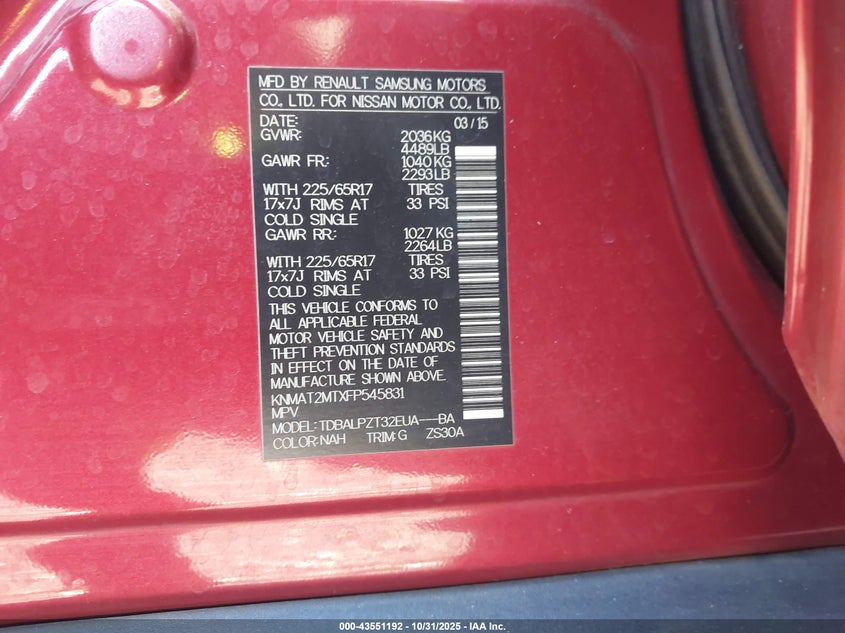 MFD BY RENAULT SAMSUNG MOTORS
CO., LTD. FOR NISSAN MOTOR CO., LTD.
DATE: 03/15
GVWR: 2036KG
4489LB
GAWR FR: 1040KG
2293LB
WITH 225/65R17 TIRES
17x7J RIMS AT 33 PSI
COLD SINGLE
GAWR RR: 1027KG
2264LB
WITH 225/65R17 TIRES
17x7J RIMS AT 33 PSI
COLD SINGLE
THIS VEHICLE CONFORMS TO
ALL APPLICABLE FEDERAL
MOTOR VEHICLE SAFETY AND
THEFT PREVENTION STANDARDS
IN EFFECT ON THE DATE OF
MANUFACTURE SHOWN ABOVE.
KNMAT2MTXFP545831
MPV
MODEL: TDBALPZT32EUA---BA
COLOR:NAH TRIM:G ZS30A
000-43551192 - 10/31/2025 - IAA Inc.